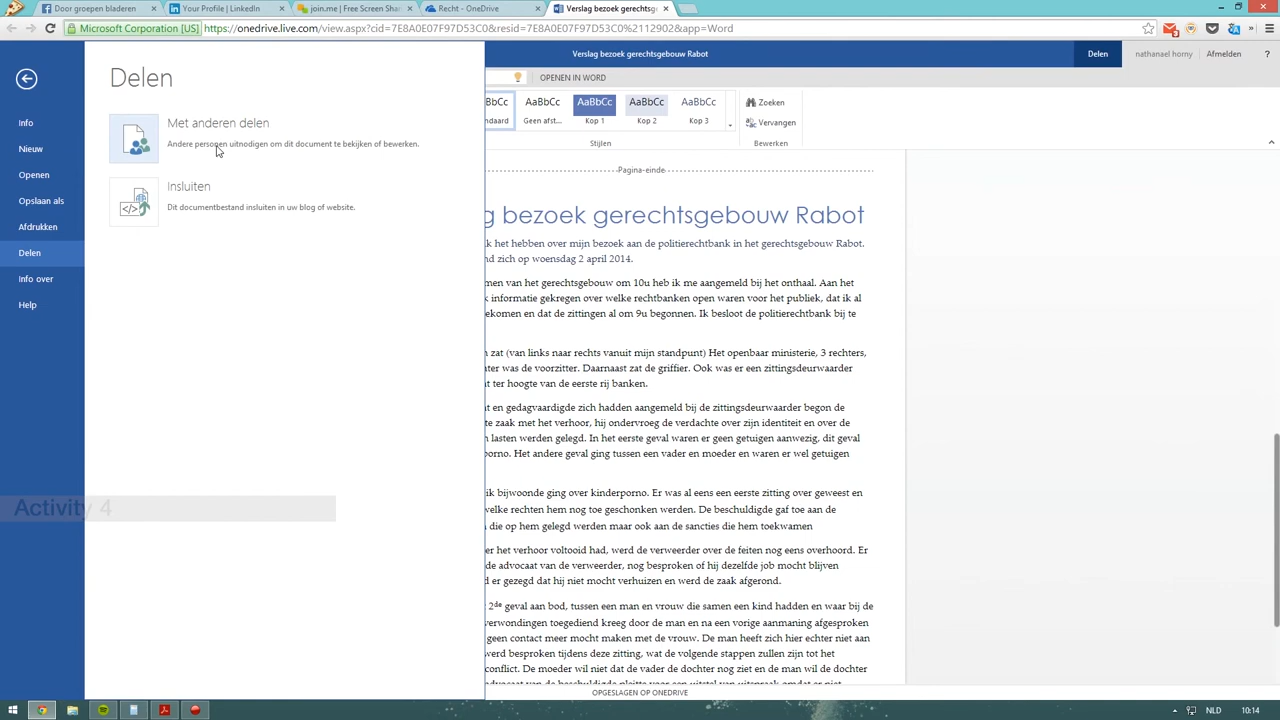 Door groepen bladeren
Your Profile | LinkedIn
join.me | Free Screen Shar
Recht - OneDrive
Verslag bezoek gerechtsg
Microsoft Corporation [US]
https://onedrive.live.com/view.aspx?cid=7E8A0E07F97D53C0&resid=7E8A0E07F97D53C0%2112902&app=Word
Verslag bezoek gerechtsgebouw Rabot
Delen
nathanael horny
Afmelden
?
OPENEN IN WORD
Delen
Info
Nieuw
Openen
Opslaan als
Afdrukken
Delen
Info over
Help
Met anderen delen
Andere personen uitnodigen om dit document te bekijken of bewerken.
Insluiten
Dit documentbestand insluiten in uw blog of website.
bCc AaBbCc AaBbCc AaBbCc AaBbCc
daard Geen afst... Kop 1 Kop 2 Kop 3
Stijlen
Zoeken
Vervangen
Bewerken
Pagina-einde
g bezoek gerechtsgebouw Rabot
k het hebben over mijn bezoek aan de politierechtbank in het gerechtsgebouw Rabot.
nd zich op woensdag 2 april 2014.
men van het gerechtsgebouw om 10u heb ik me aangemeld bij het onthaal. Aan het
k informatie gekregen over welke rechtbanken open waren voor het publiek, dat ik al
ekomen en dat de zittingen al om 9u begonnen. Ik besloot de politierechtbank bij te
n zat (van links naar rechts vanuit mijn standpunt) Het openbaar ministerie, 3 rechters,
hter was de voorzitter. Daarnaast zat de griffier. Ook was er een zittingsdeurwaarder
t ter hoogte van de eerste rij banken.
t en gedagvaardigde zich hadden aangemeld bij de zittingsdeurwaarder begon de
te zaak met het verhoor, hij ondervroeg de verdachte over zijn identiteit en over de
n lasten werden gelegd. In het eerste geval waren er geen getuigen aanwezig, dit geval
porno. Het andere geval ging tussen een vader en moeder en waren er wel getuigen
ik bijwoonde ging over kinderporno. Er was al eens een eerste zitting over geweest en
welke rechten hem nog toe geschonken werden. De beschuldigde gaf toe aan de
die op hem gelegd werden maar ook aan de sancties die hem toekwamen
er het verhoor voltooid had, werd de verweerder over de feiten nog eens overhoord. Er
de advocaat van de verweerder, nog besproken of hij dezelfde job mocht blijven
d er gezegd dat hij niet mocht verhuizen en werd de zaak afgerond.
2de geval aan bod, tussen een man en vrouw die samen een kind hadden en waar bij de
verwondingen toegediend kreeg door de man en na een vorige aanmaning afgesproken
geen contact meer mocht maken met de vrouw. De man heeft zich hier echter niet aan
werd besproken tijdens deze zitting, wat de volgende stappen zullen zijn tot het
conflict. De moeder wil niet dat de vader de dochter nog ziet en de man wil de dochter
Activity 4
OPGESLAGEN OP ONEDRIVE
NLD
10:14